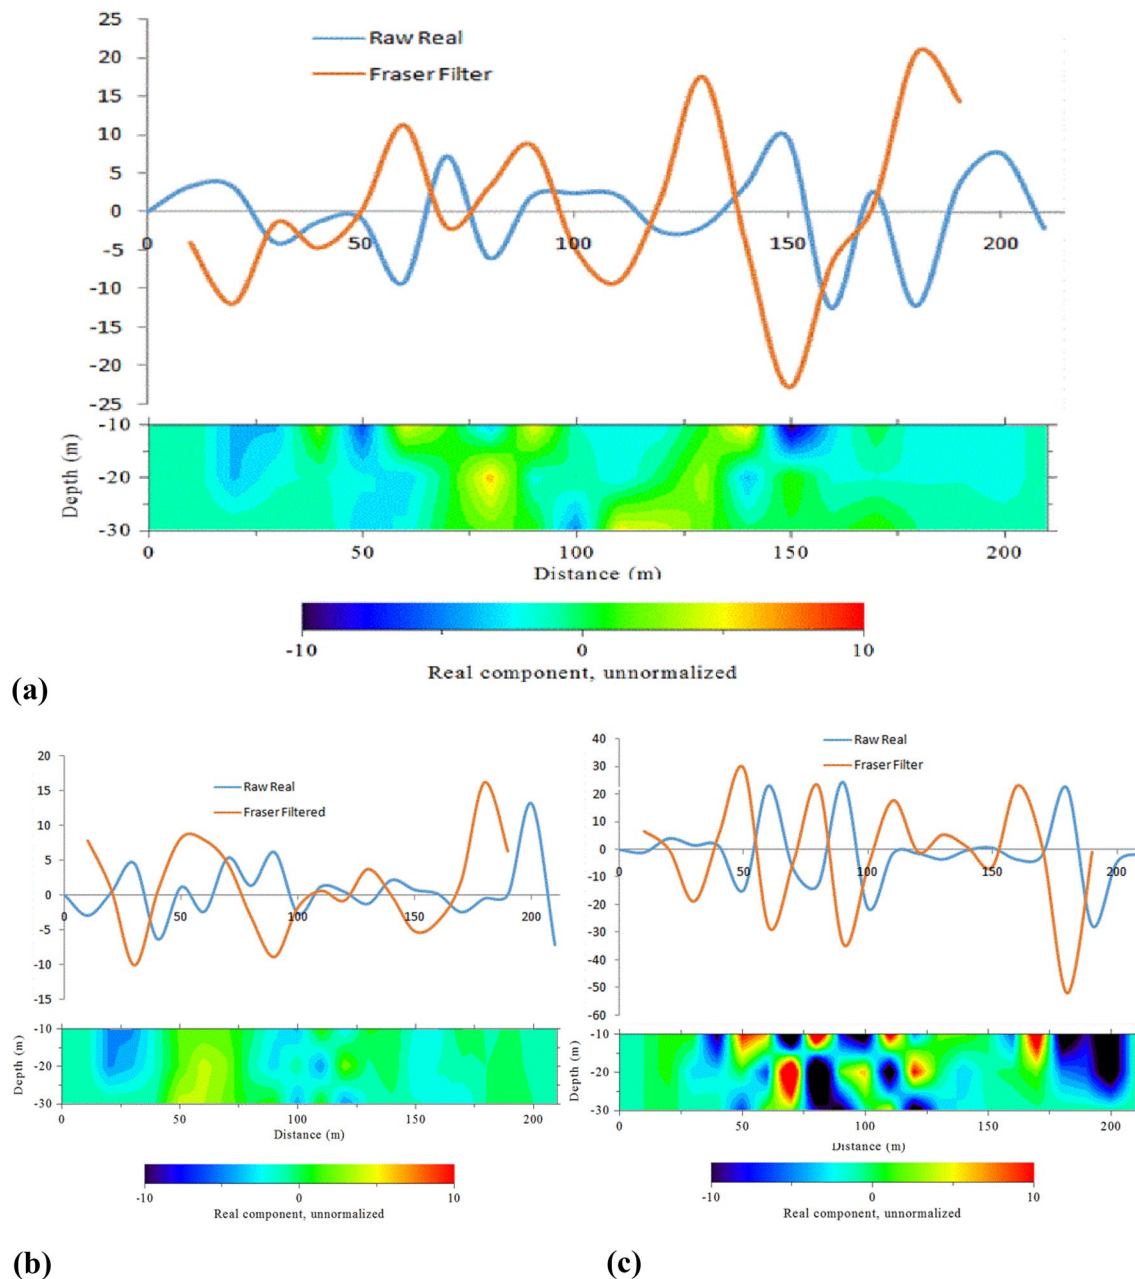 25
20
15
10
5
0
-5
-10
-15
-20
-25
Raw Real
Fraser Filter
0 50 100 150 200
-10
-20
-30
Depth (m)
0 50 100 150 200
Distance (m)
-10 0 10
Real component, unnormalized
(a)
20
15
10
5
0
-5
-10
-15
Raw Real
Fraser Filtered
0 50 100 150 200
-10
-20
-30
Depth (m)
0 50 100 150 200
Distance (m)
-10 0 10
Real component, unnormalized
(b)
40
30
20
10
0
-10
-20
-30
-40
-50
-60
Raw Real
Fraser Filter
0 50 100 150 200
-10
-20
-30
Depth (m)
0 50 100 150 200
Distance (m)
-10 0 10
Real component, unnormalized
(c)